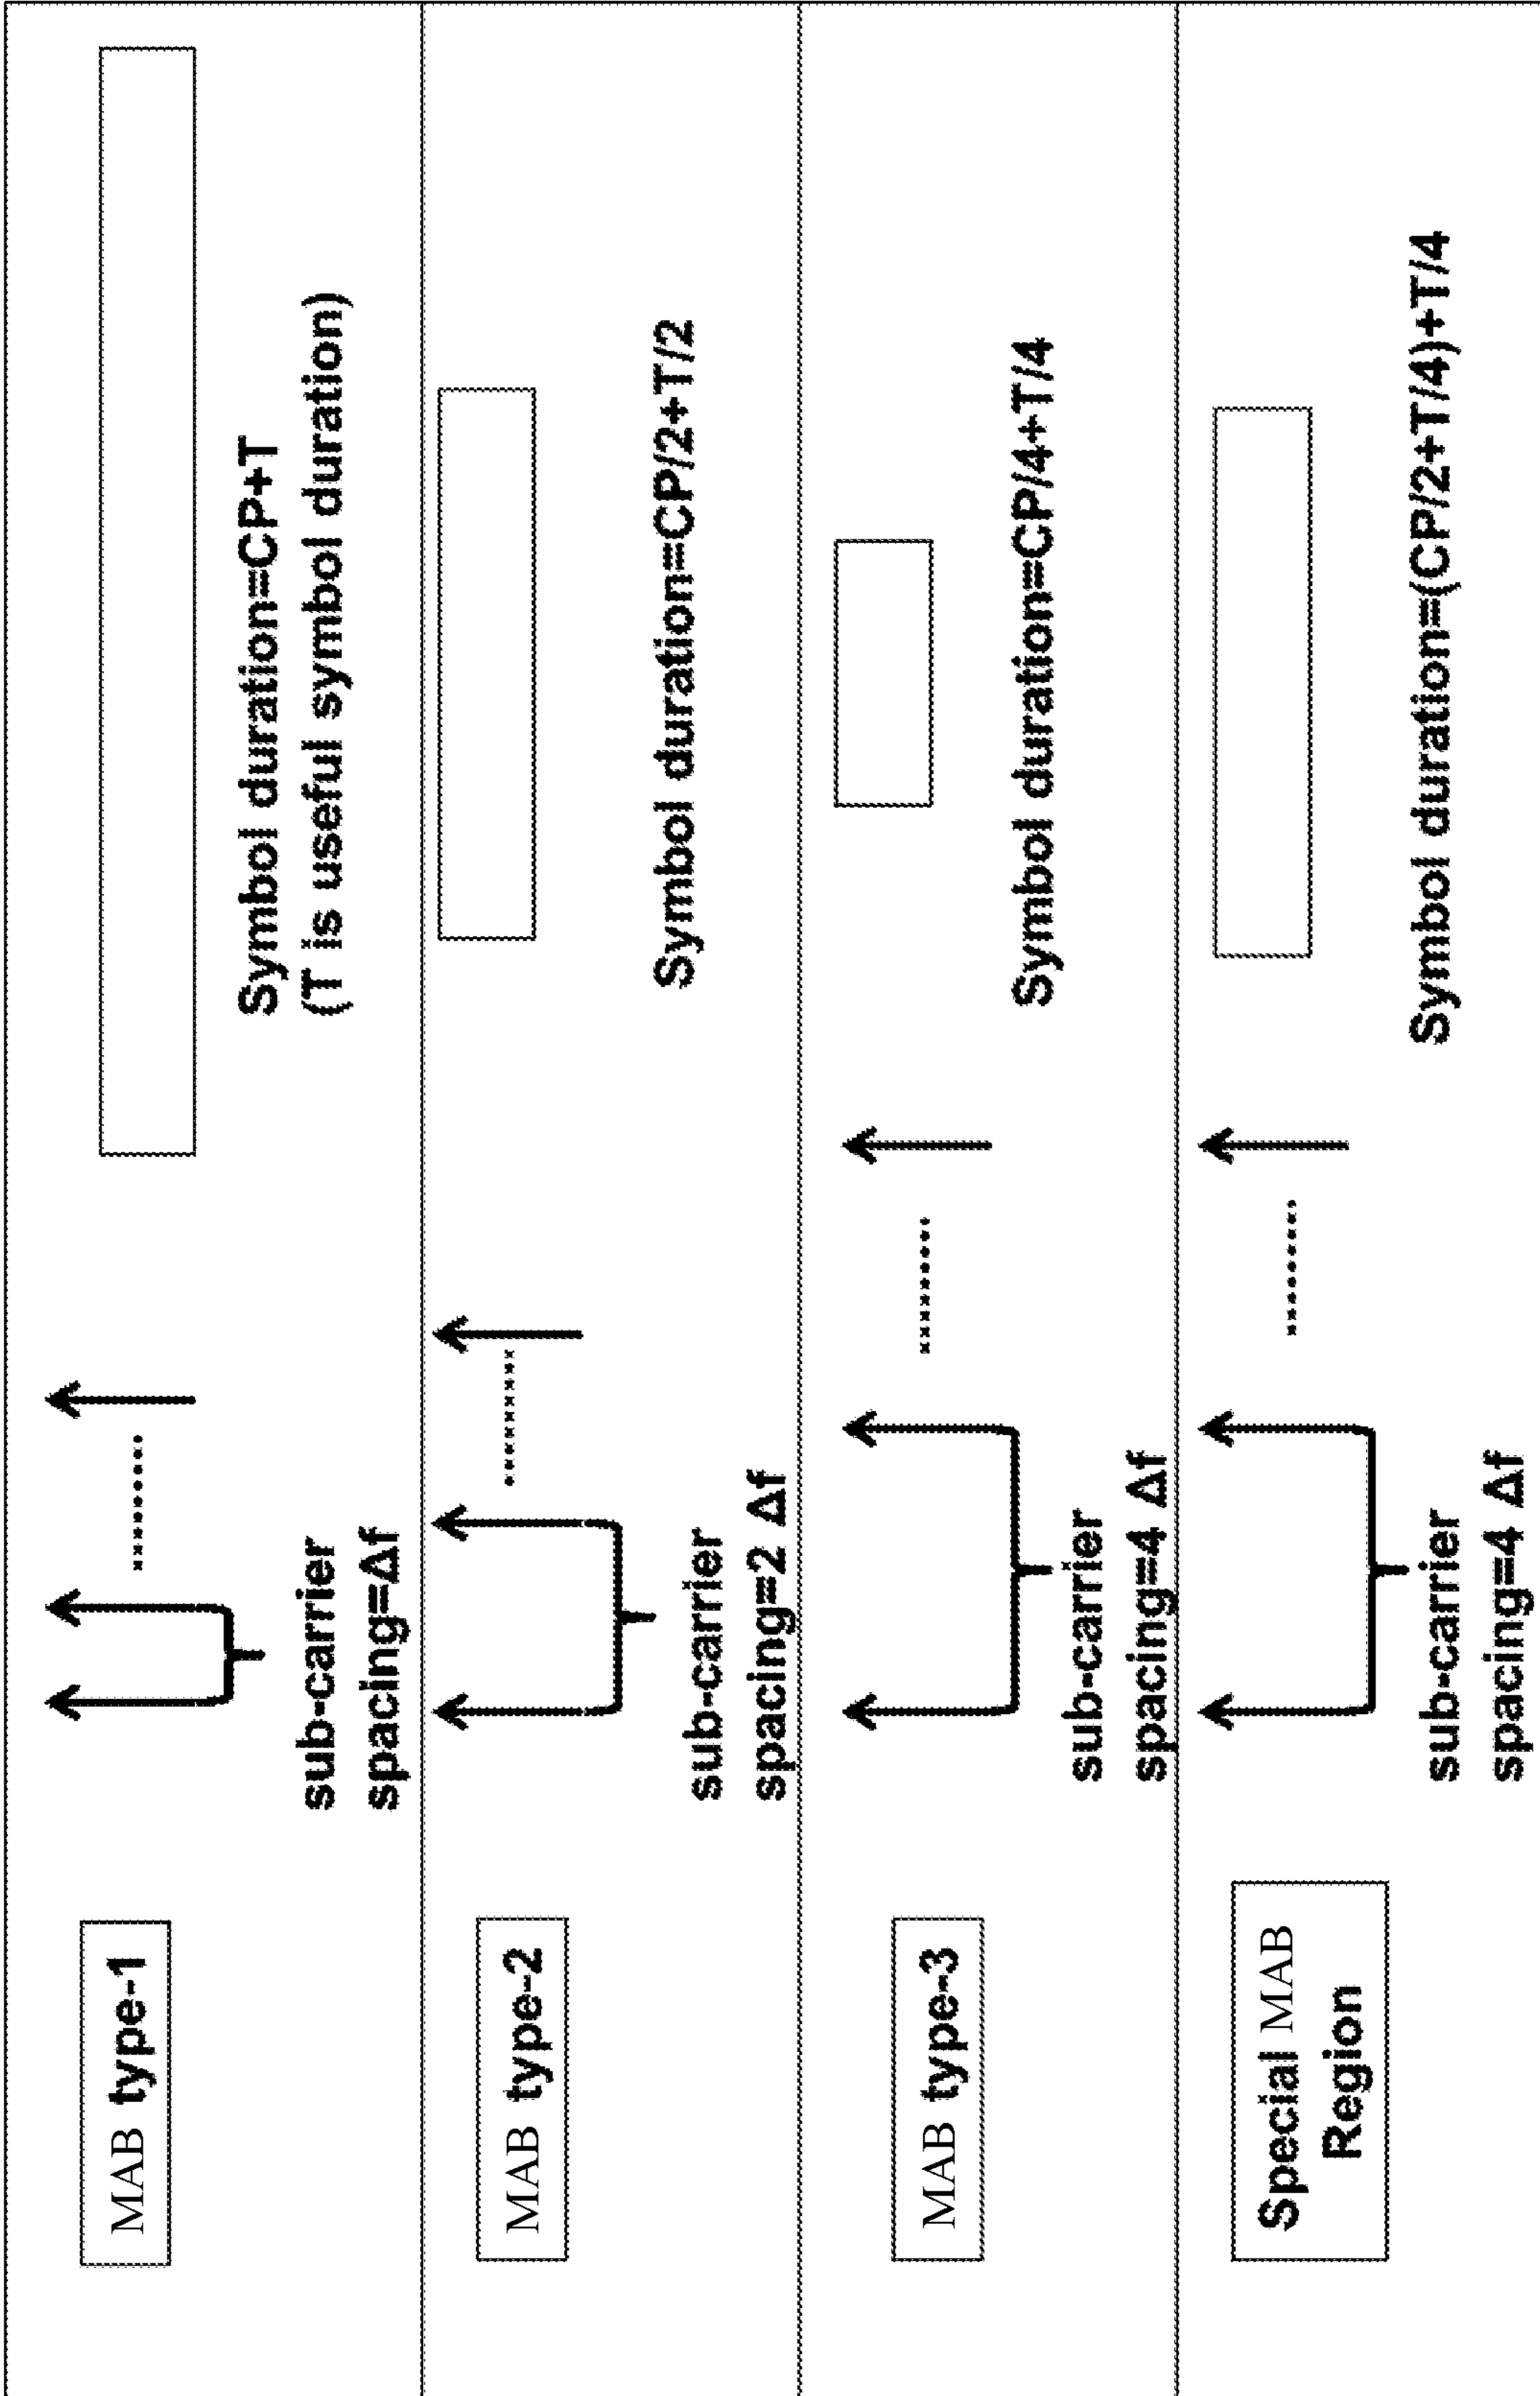 MAB type-1
sub-carrier
spacing=Δf
Symbol duration=CP+T
(T is useful symbol duration)
MAB type-2
sub-carrier
spacing=2 Δf
Symbol duration=CP/2+T/2
MAB type-3
sub-carrier
spacing=4 Δf
Symbol duration=CP/4+T/4
Special MAB
Region
sub-carrier
spacing=4 Δf
Symbol duration=(CP/2+T/4)+T/4